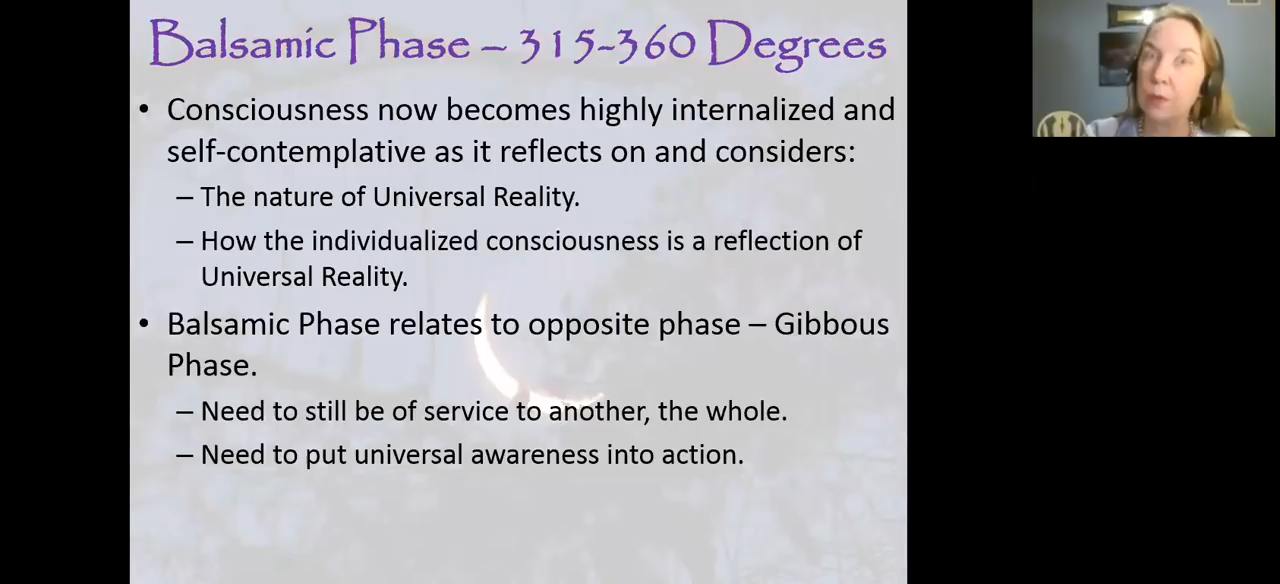 Balsamic Phase – 315-360 Degrees
• Consciousness now becomes highly internalized and
self-contemplative as it reflects on and considers:
– The nature of Universal Reality.
– How the individualized consciousness is a reflection of
Universal Reality.
• Balsamic Phase relates to opposite phase – Gibbous
Phase.
– Need to still be of service to another, the whole.
– Need to put universal awareness into action.